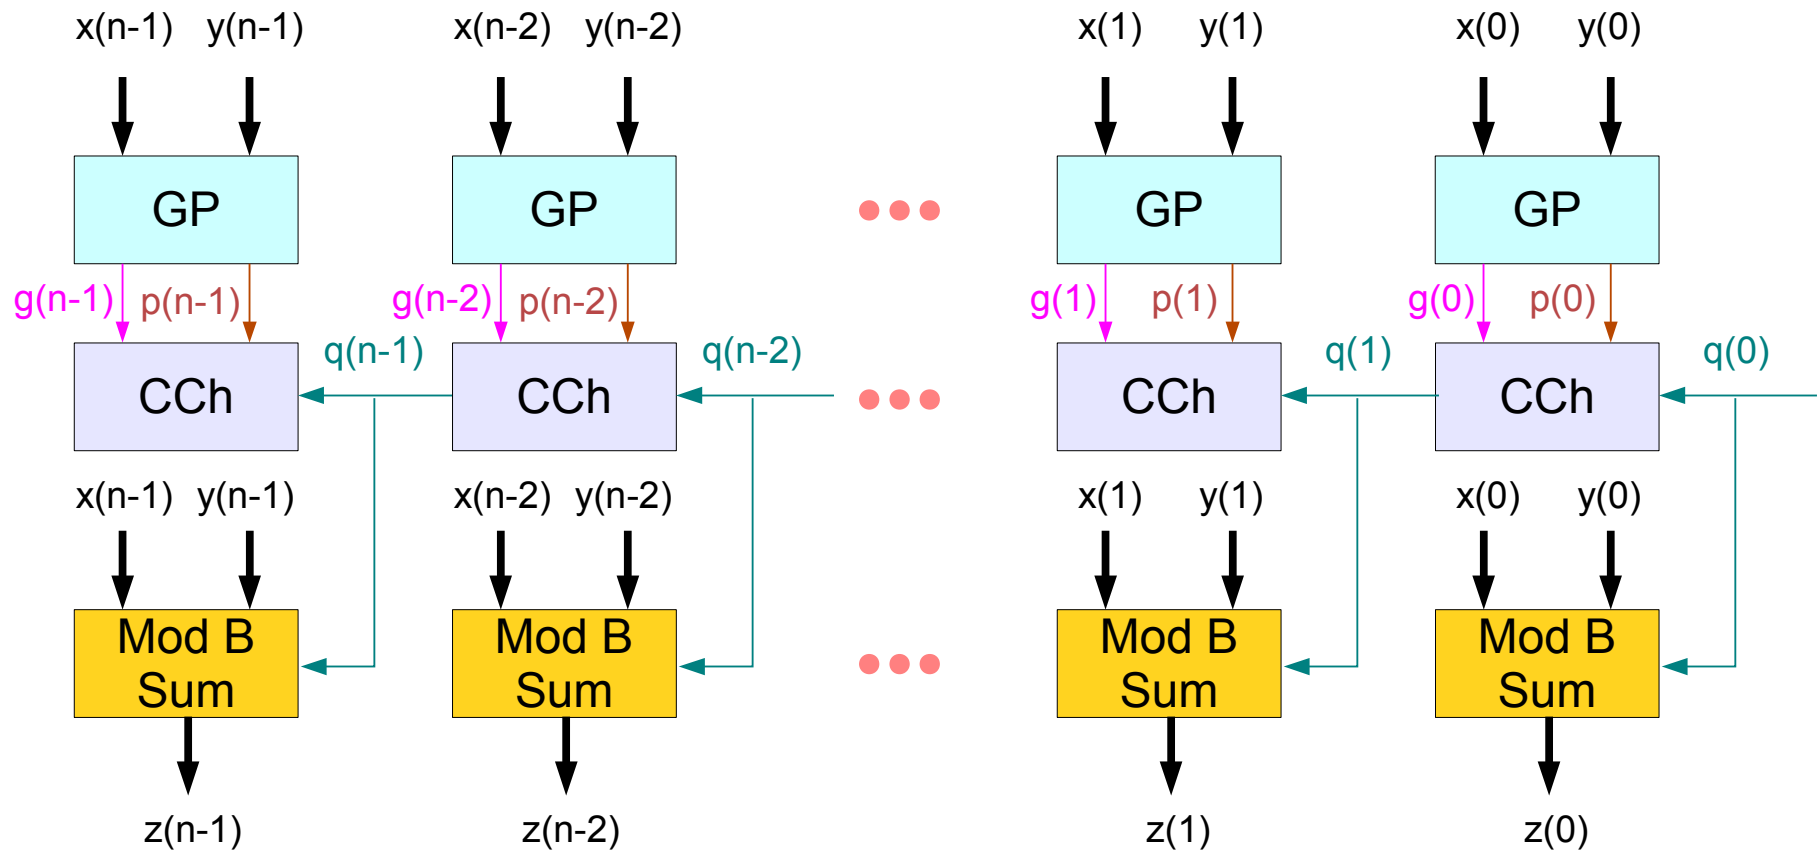 x(n-1) y(n-1) x(n-2) y(n-2) x(1) y(1) x(0) y(0)
GP GP GP GP
g(n-1) p(n-1) g(n-2) p(n-2) g(1) p(1) g(0) p(0)
q(n-1) q(n-2) q(1) q(0)
CCh CCh CCh CCh
x(n-1) y(n-1) x(n-2) y(n-2) x(1) y(1) x(0) y(0)
Mod B Mod B Mod B Mod B
Sum Sum Sum Sum
z(n-1) z(n-2) z(1) z(0)